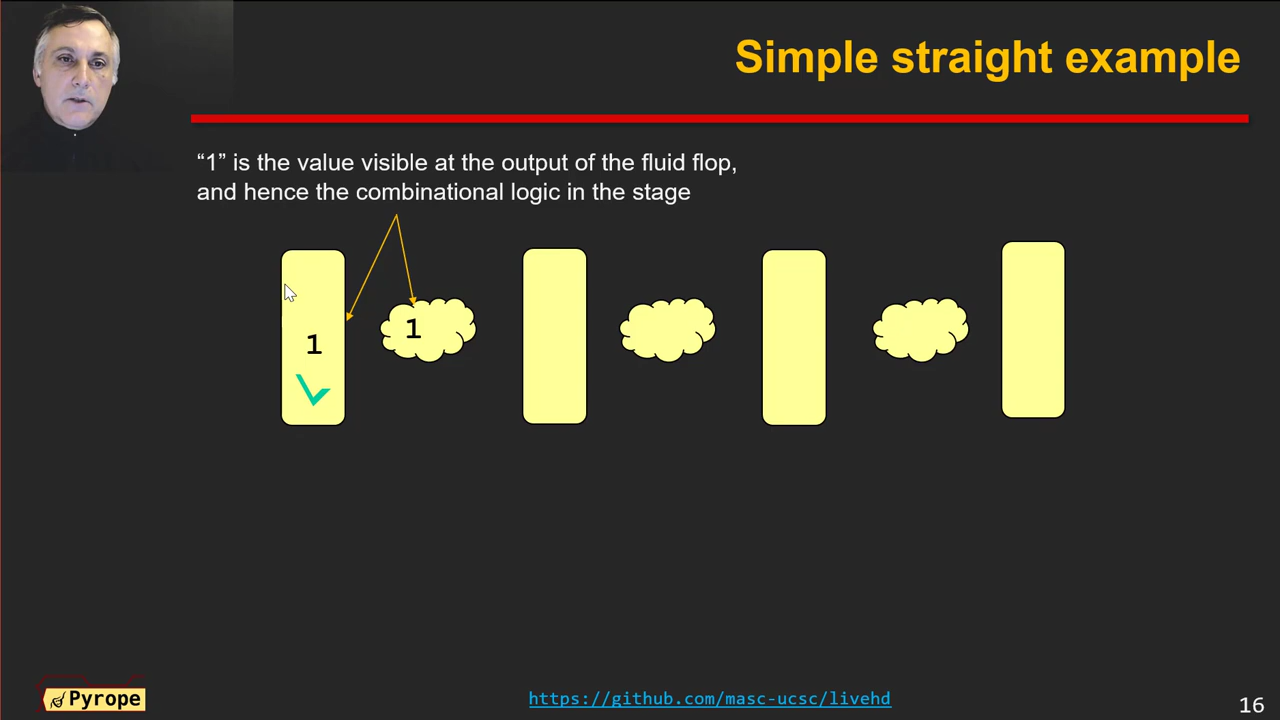 Simple straight example
“1” is the value visible at the output of the fluid flop,
and hence the combinational logic in the stage
1
1
Pyrope
https://github.com/masc-ucsc/livehd
16